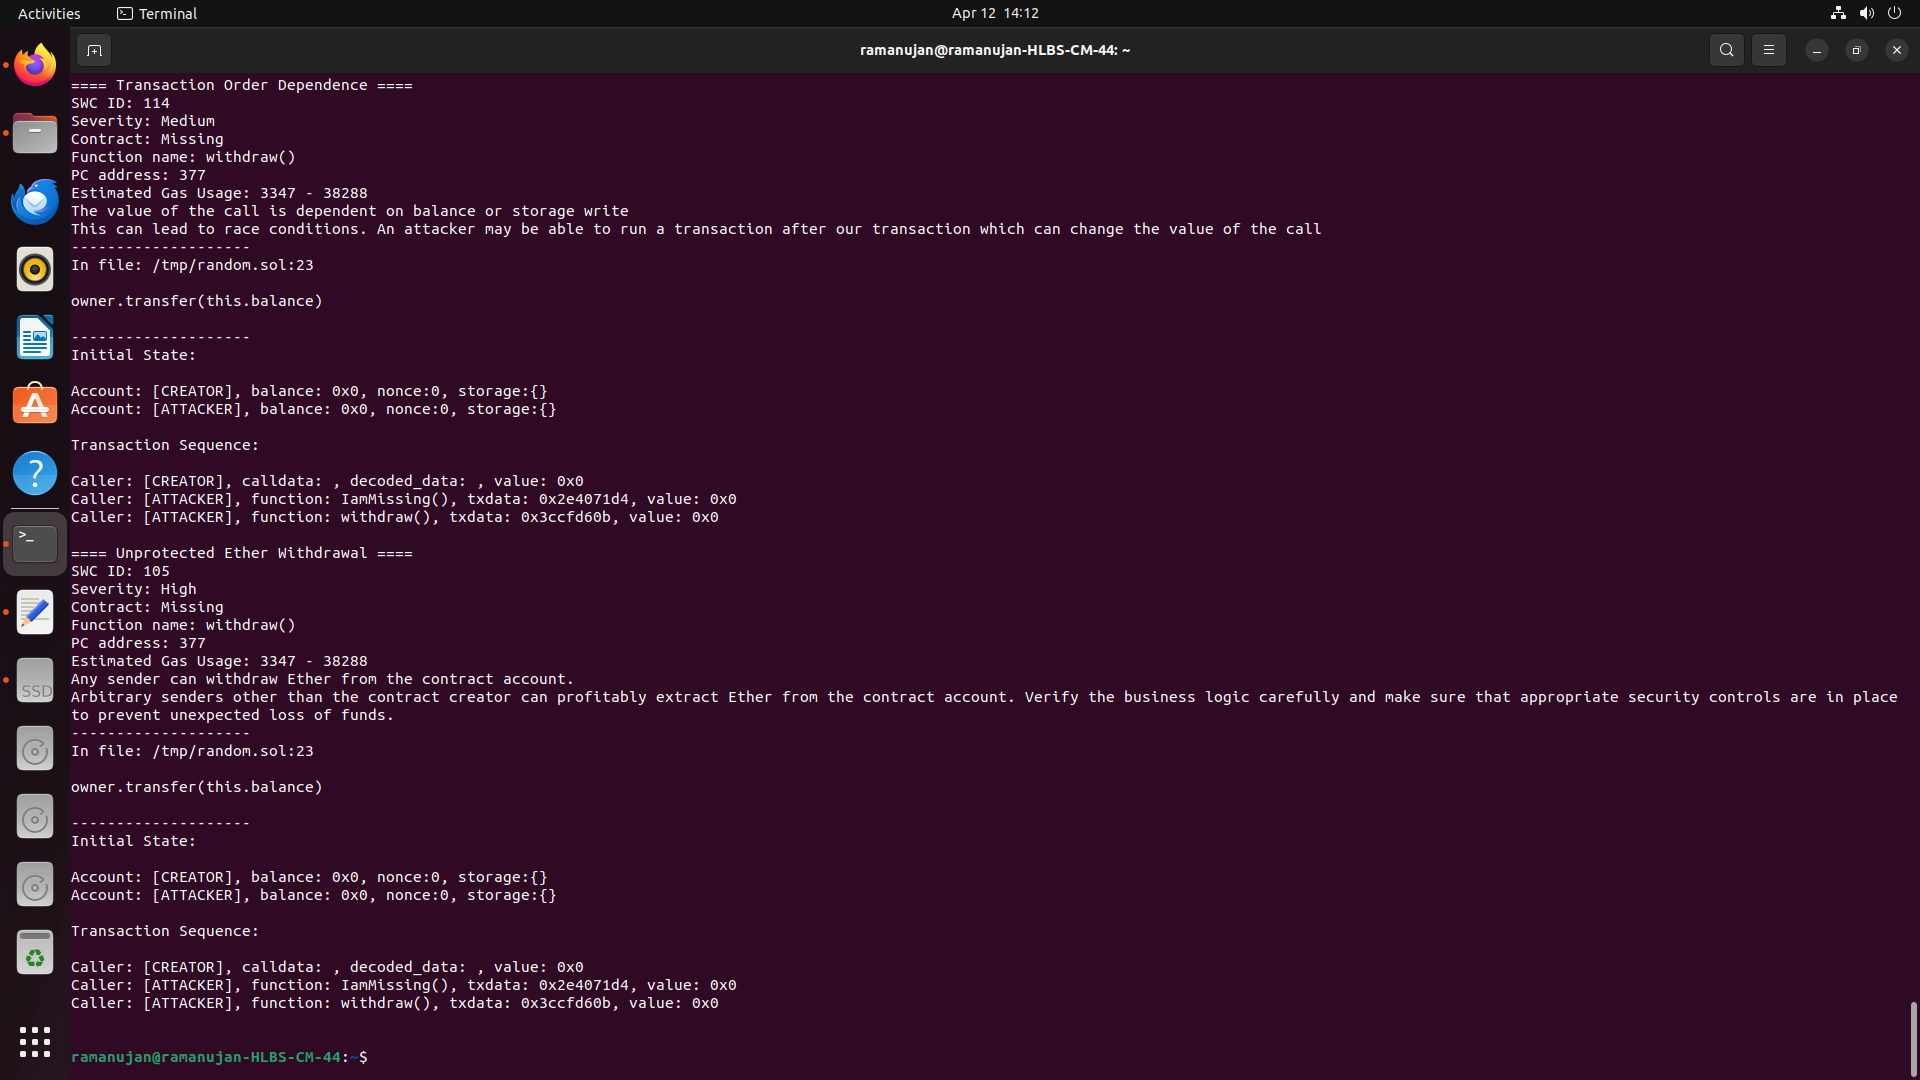 Activities
Terminal
Apr 12 14:12
ramanujan@ramanujan-HLBS-CM-44: ~
==== Transaction Order Dependence ====
SWC ID: 114
Severity: Medium
Contract: Missing
Function name: withdraw()
PC address: 377
Estimated Gas Usage: 3347 - 38288
The value of the call is dependent on balance or storage write
This can lead to race conditions. An attacker may be able to run a transaction after our transaction which can change the value of the call
--------------------
In file: /tmp/random.sol:23
owner.transfer(this.balance)
--------------------
Initial State:
Account: [CREATOR], balance: 0x0, nonce:0, storage:{}
Account: [ATTACKER], balance: 0x0, nonce:0, storage:{}
Transaction Sequence:
Caller: [CREATOR], calldata: , decoded_data: , value: 0x0
Caller: [ATTACKER], function: IamMissing(), txdata: 0x2e4071d4, value: 0x0
Caller: [ATTACKER], function: withdraw(), txdata: 0x3ccfd60b, value: 0x0
==== Unprotected Ether Withdrawal ====
SWC ID: 105
Severity: High
Contract: Missing
Function name: withdraw()
PC address: 377
Estimated Gas Usage: 3347 - 38288
Any sender can withdraw Ether from the contract account.
Arbitrary senders other than the contract creator can profitably extract Ether from the contract account. Verify the business logic carefully and make sure that appropriate security controls are in place
to prevent unexpected loss of funds.
--------------------
In file: /tmp/random.sol:23
owner.transfer(this.balance)
--------------------
Initial State:
Account: [CREATOR], balance: 0x0, nonce:0, storage:{}
Account: [ATTACKER], balance: 0x0, nonce:0, storage:{}
Transaction Sequence:
Caller: [CREATOR], calldata: , decoded_data: , value: 0x0
Caller: [ATTACKER], function: IamMissing(), txdata: 0x2e4071d4, value: 0x0
Caller: [ATTACKER], function: withdraw(), txdata: 0x3ccfd60b, value: 0x0
ramanujan@ramanujan-HLBS-CM-44:~$
SSD